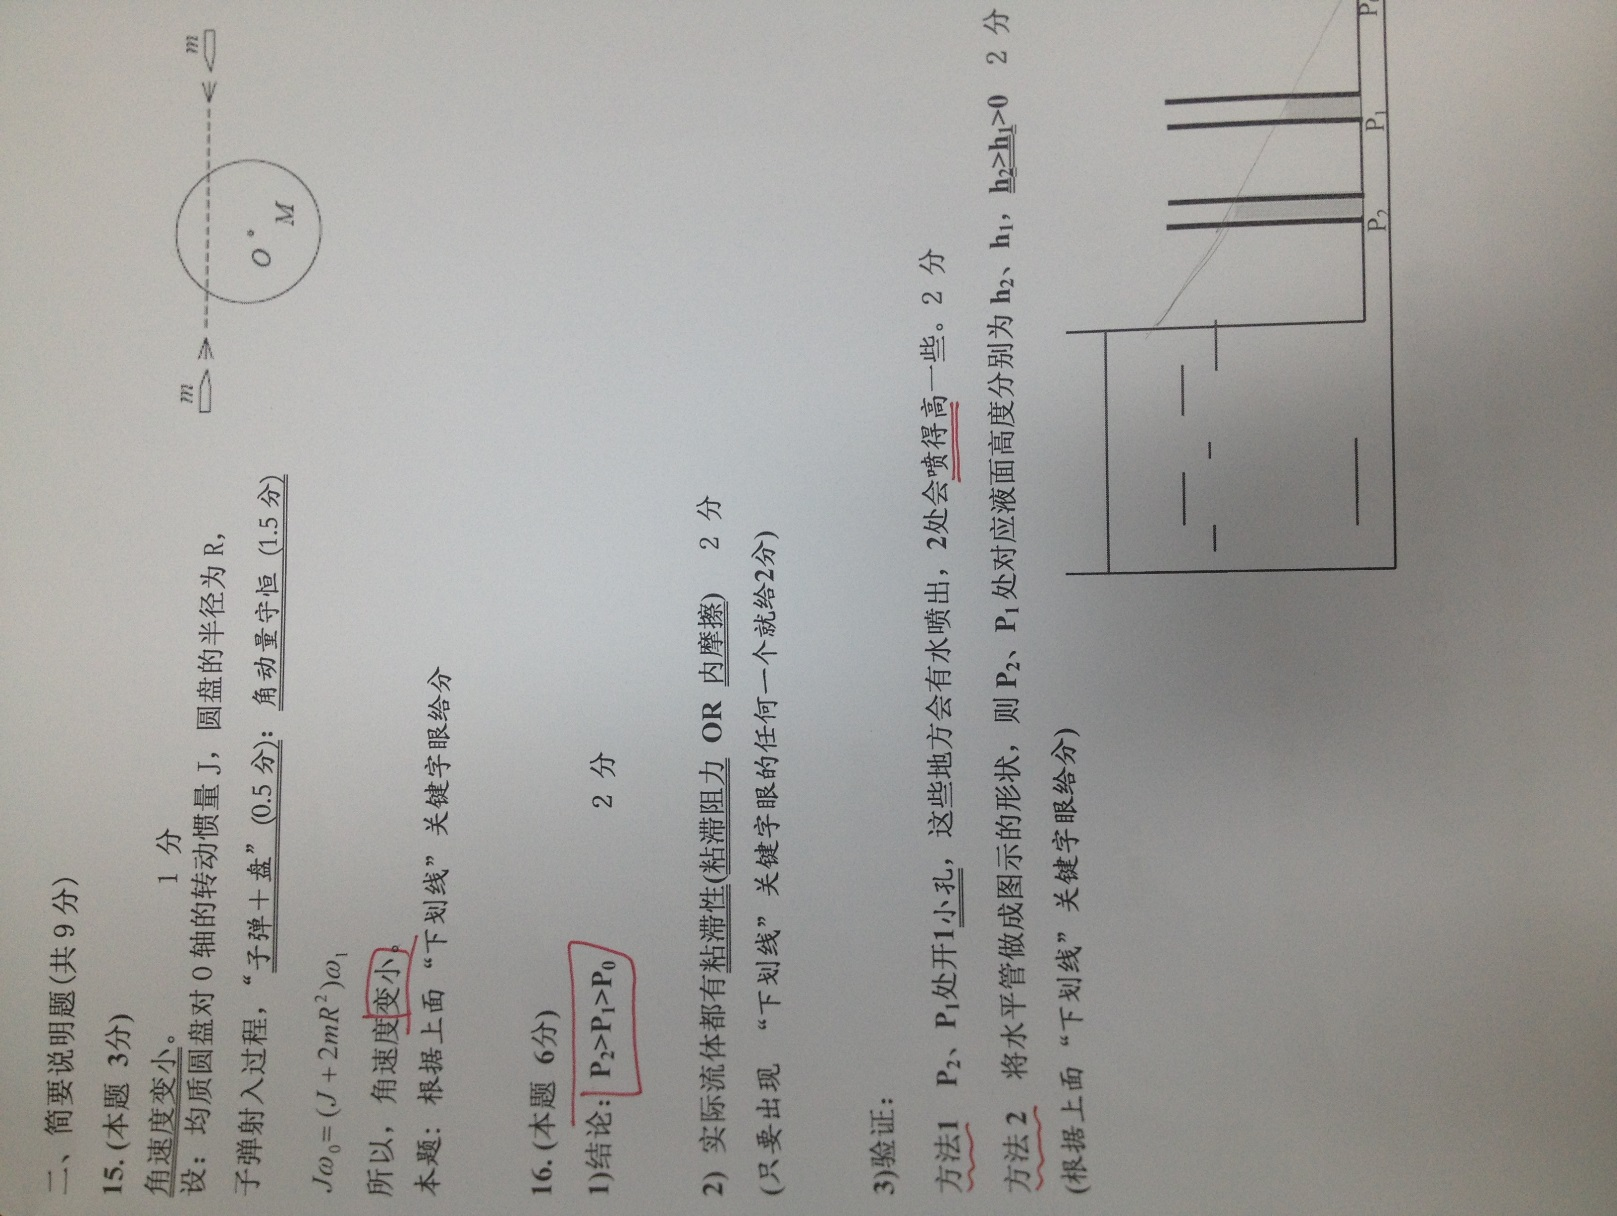 二、简要说明题(共 9 分)
15. (本题 3分)
角速度变小。 1 分
设：均质圆盘对 O 轴的转动惯量 J，圆盘的半径为 R，
子弹射入过程，“子弹＋盘” (0.5 分)：角动量守恒 (1.5 分)
Jω₀ = (J + 2mR²)ω₁
所以，角速度变小。
本题：根据上面 “下划线” 关键字眼给分
m
m
O
M
16. (本题 6分)
1)结论：P₂>P₁>P₀ 2 分
2) 实际流体都有粘滞性(粘滞阻力 OR 内摩擦) 2 分
(只要出现 “下划线” 关键字眼的任何一个就给2分)
3)验证：
方法1 P₂、P₁处开1小孔，这些地方会有水喷出，2处会喷得高一些。2 分
方法 2 将水平管做成图示的形状，则 P₂、P₁ 处对应液面高度分别为 h₂、h₁，h₂>h₁>0 2 分
(根据上面 “下划线” 关键字眼给分)
P₂
P₁